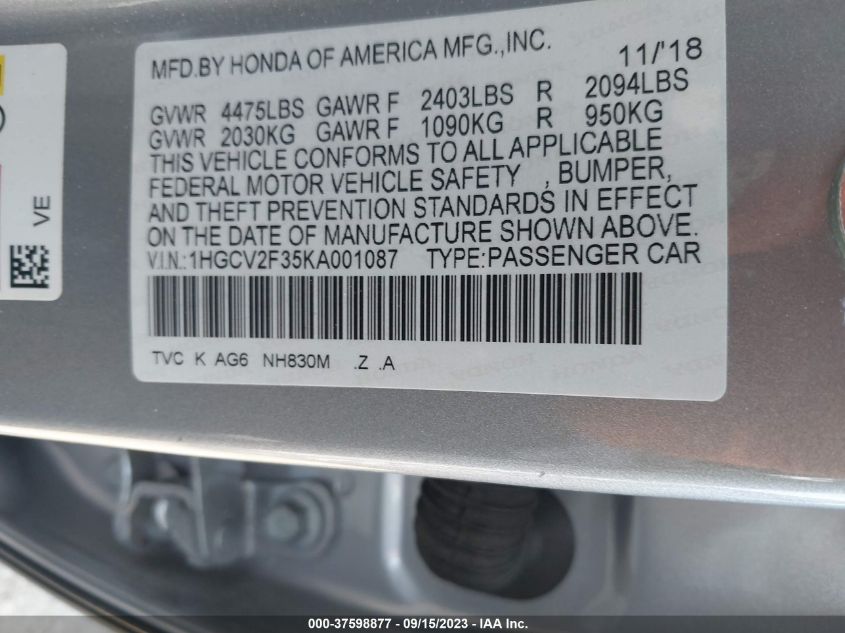 MFD.BY HONDA OF AMERICA MFG.,INC. 11/'18
GVWR 4475LBS GAWR F 2403LBS R 2094LBS
GVWR 2030KG GAWR F 1090KG R 950KG
THIS VEHICLE CONFORMS TO ALL APPLICABLE
FEDERAL MOTOR VEHICLE SAFETY , BUMPER,
AND THEFT PREVENTION STANDARDS IN EFFECT
ON THE DATE OF MANUFACTURE SHOWN ABOVE.
V.I.N.:1HGCV2F35KA001087 TYPE:PASSENGER CAR
TVC K AG6 NH830M .Z .A
VE
000-37598877 - 09/15/2023 - IAA Inc.